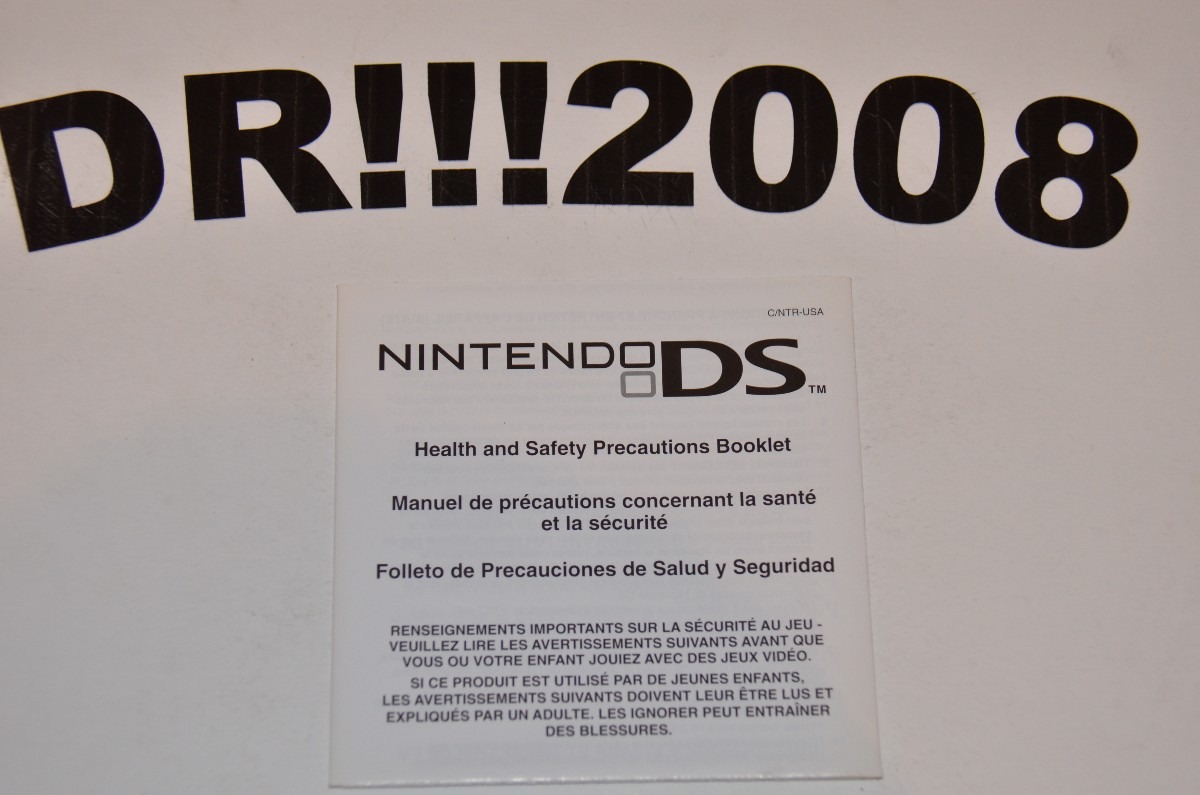 DR!!!2008
C/NTR-USA
NINTENDO DS™
Health and Safety Precautions Booklet
Manuel de précautions concernant la santé
et la sécurité
Folleto de Precauciones de Salud y Seguridad
RENSEIGNEMENTS IMPORTANTS SUR LA SÉCURITÉ AU JEU -
VEUILLEZ LIRE LES AVERTISSEMENTS SUIVANTS AVANT QUE
VOUS OU VOTRE ENFANT JOUIEZ AVEC DES JEUX VIDÉO.
SI CE PRODUIT EST UTILISÉ PAR DE JEUNES ENFANTS,
LES AVERTISSEMENTS SUIVANTS DOIVENT LEUR ÊTRE LUS ET
EXPLIQUÉS PAR UN ADULTE. LES IGNORER PEUT ENTRAÎNER
DES BLESSURES.